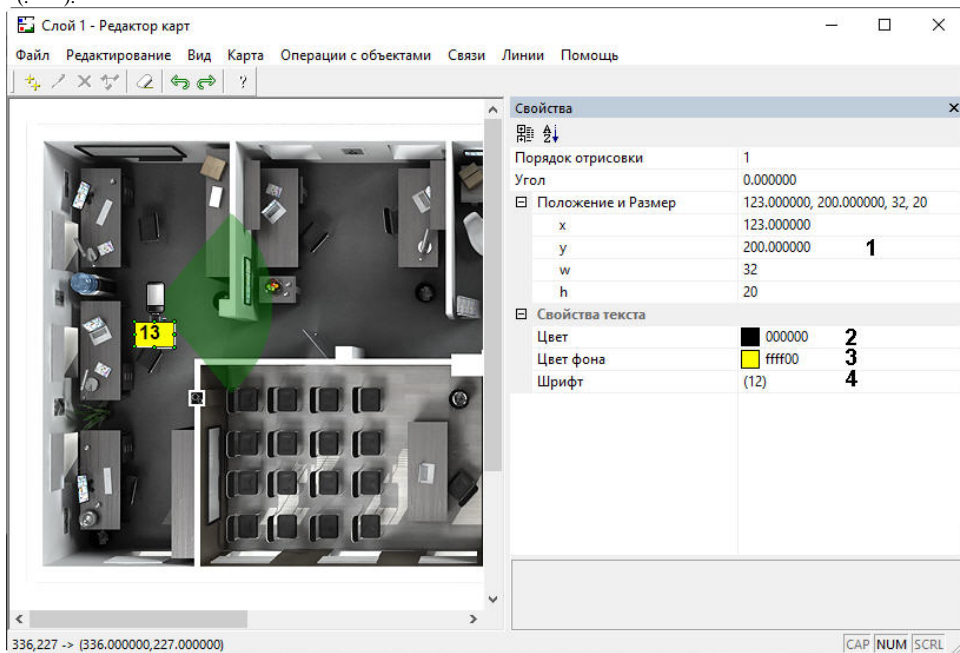 Слой 1 - Редактор карт
Файл Редактирование Вид Карта Операции с объектами Связи Линии Помощь
?
Свойства
Порядок отрисовки 1
Угол 0.000000
Положение и Размер 123.000000, 200.000000, 32, 20
x 123.000000
y 200.000000 1
w 32
h 20
Свойства текста
Цвет 000000 2
Цвет фона ffff00 3
Шрифт (12) 4
13
336,227 -> (336.000000,227.000000) CAP NUM SCRL